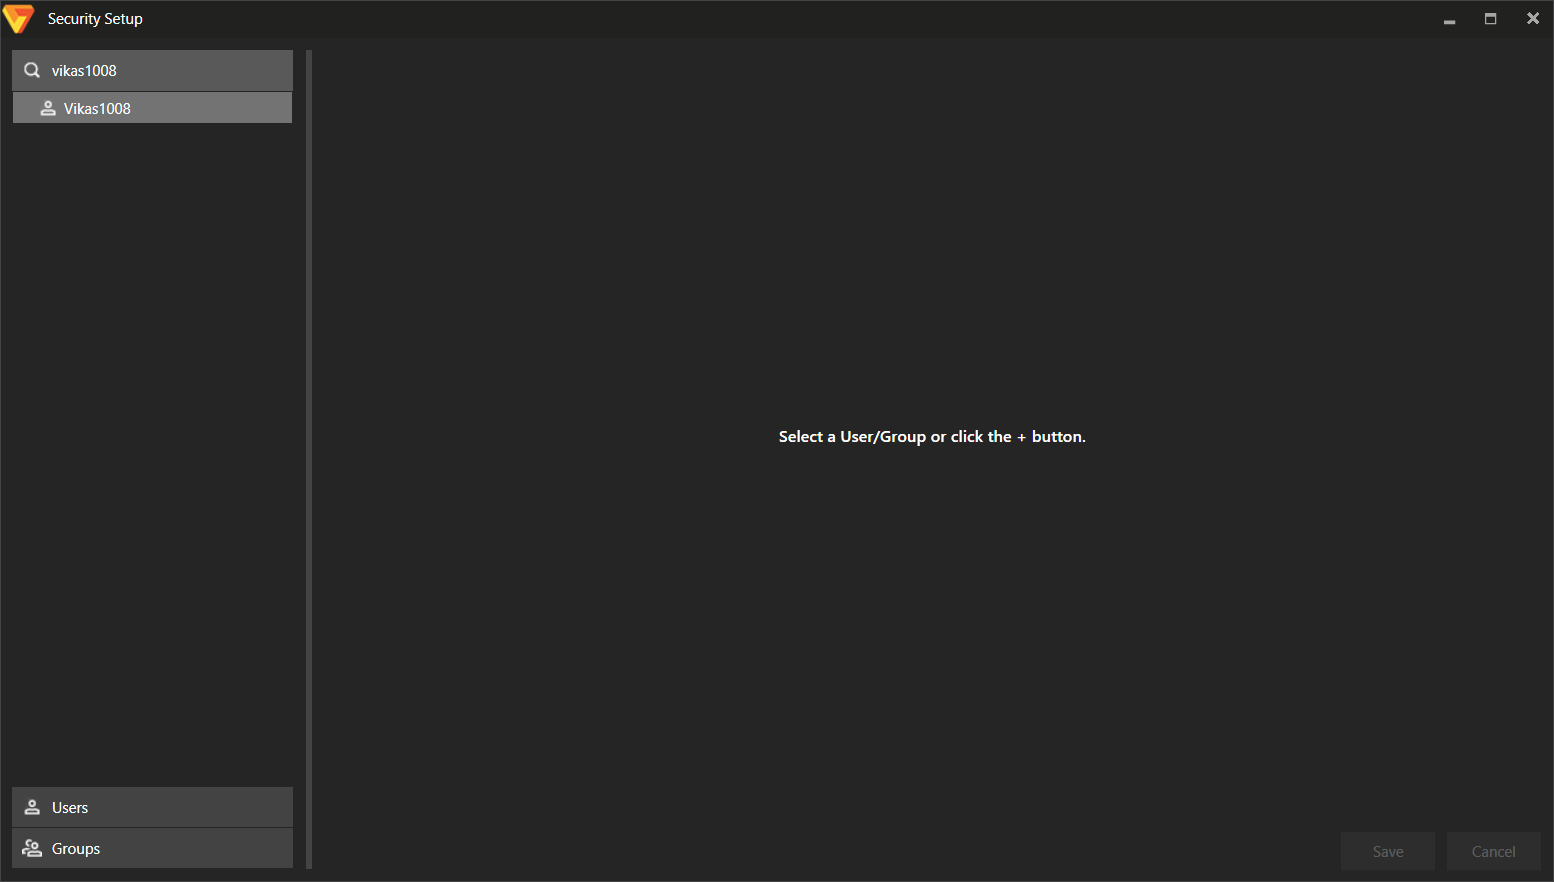 Security Setup
vikas1008
Vikas1008
Select a User/Group or click the + button.
Users
Groups
Save
Cancel